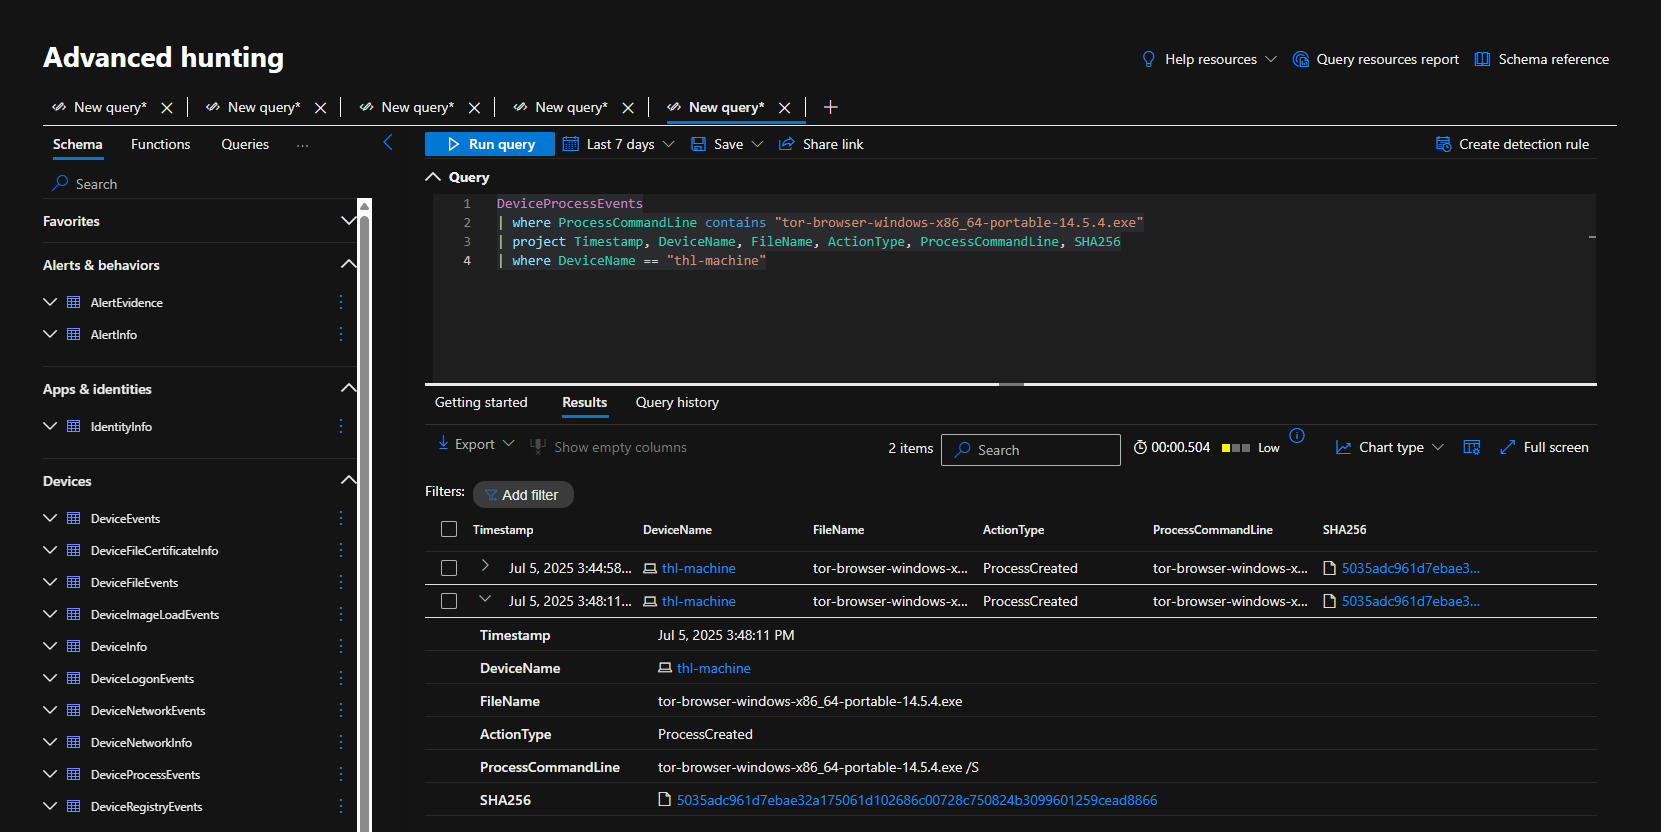 Advanced hunting
Help resources
Query resources report
Schema reference
New query*
New query*
New query*
New query*
New query*
Schema
Functions
Queries
...
Run query
Last 7 days
Save
Share link
Create detection rule
Search
Favorites
Alerts & behaviors
AlertEvidence
AlertInfo
Apps & identities
IdentityInfo
Devices
DeviceEvents
DeviceFileCertificateInfo
DeviceFileEvents
DeviceImageLoadEvents
DeviceInfo
DeviceLogonEvents
DeviceNetworkEvents
DeviceNetworkInfo
DeviceProcessEvents
DeviceRegistryEvents
Query
1 DeviceProcessEvents
2 | where ProcessCommandLine contains "tor-browser-windows-x86_64-portable-14.5.4.exe"
3 | project Timestamp, DeviceName, FileName, ActionType, ProcessCommandLine, SHA256
4 | where DeviceName == "thl-machine"
Getting started
Results
Query history
Export
Show empty columns
2 items
Search
00:00.504
Low
Chart type
Full screen
Filters:
Add filter
Timestamp DeviceName FileName ActionType ProcessCommandLine SHA256
Jul 5, 2025 3:44:58... thl-machine tor-browser-windows-x... ProcessCreated tor-browser-windows-x... 5035adc961d7ebae3...
Jul 5, 2025 3:48:11... thl-machine tor-browser-windows-x... ProcessCreated tor-browser-windows-x... 5035adc961d7ebae3...
Timestamp Jul 5, 2025 3:48:11 PM
DeviceName thl-machine
FileName tor-browser-windows-x86_64-portable-14.5.4.exe
ActionType ProcessCreated
ProcessCommandLine tor-browser-windows-x86_64-portable-14.5.4.exe /S
SHA256 5035adc961d7ebae32a175061d102686c00728c750824b3099601259cead8866